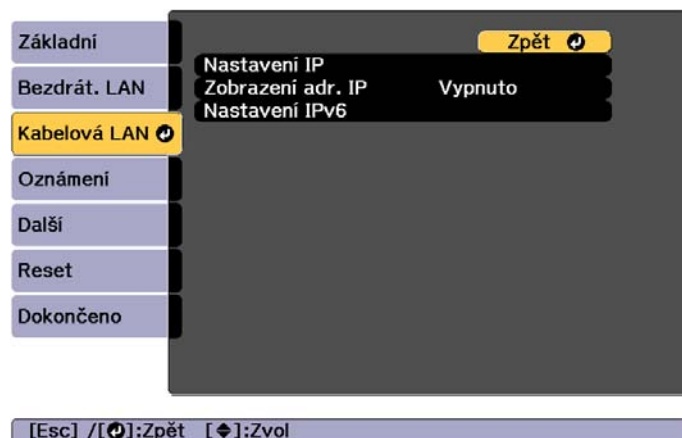 Základní
Bezdrát. LAN
Kabelová LAN
Oznámení
Další
Reset
Dokončeno
Zpět
Nastavení IP
Zobrazení adr. IP Vypnuto
Nastavení IPv6
[Esc] /[⏎]:Zpět [◆]:Zvol